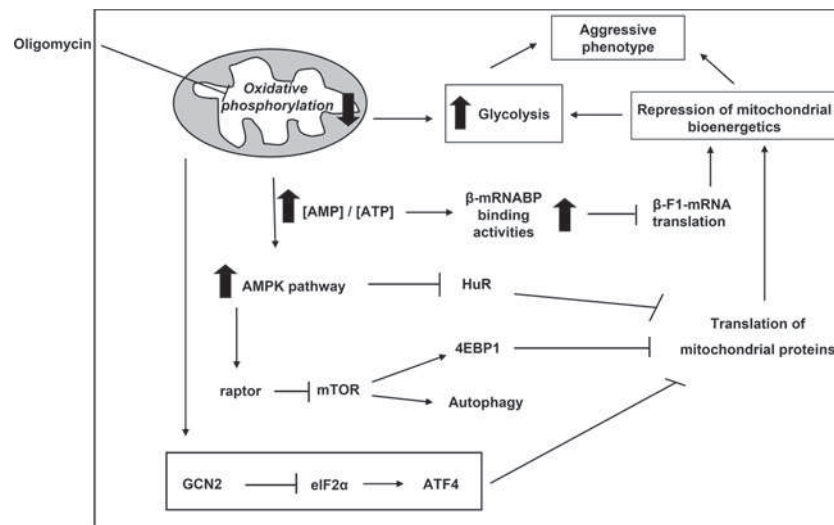 Aggressive
phenotype
Oligomycin
Oxidative
phosphorylation
Glycolysis
Repression of mitochondrial
bioenergetics
[AMP] / [ATP]
β-mRNABP
binding
activities
β-F1-mRNA
translation
AMPK pathway
HuR
Translation of
mitochondrial proteins
4EBP1
raptor
mTOR
Autophagy
GCN2
eIF2α
ATF4